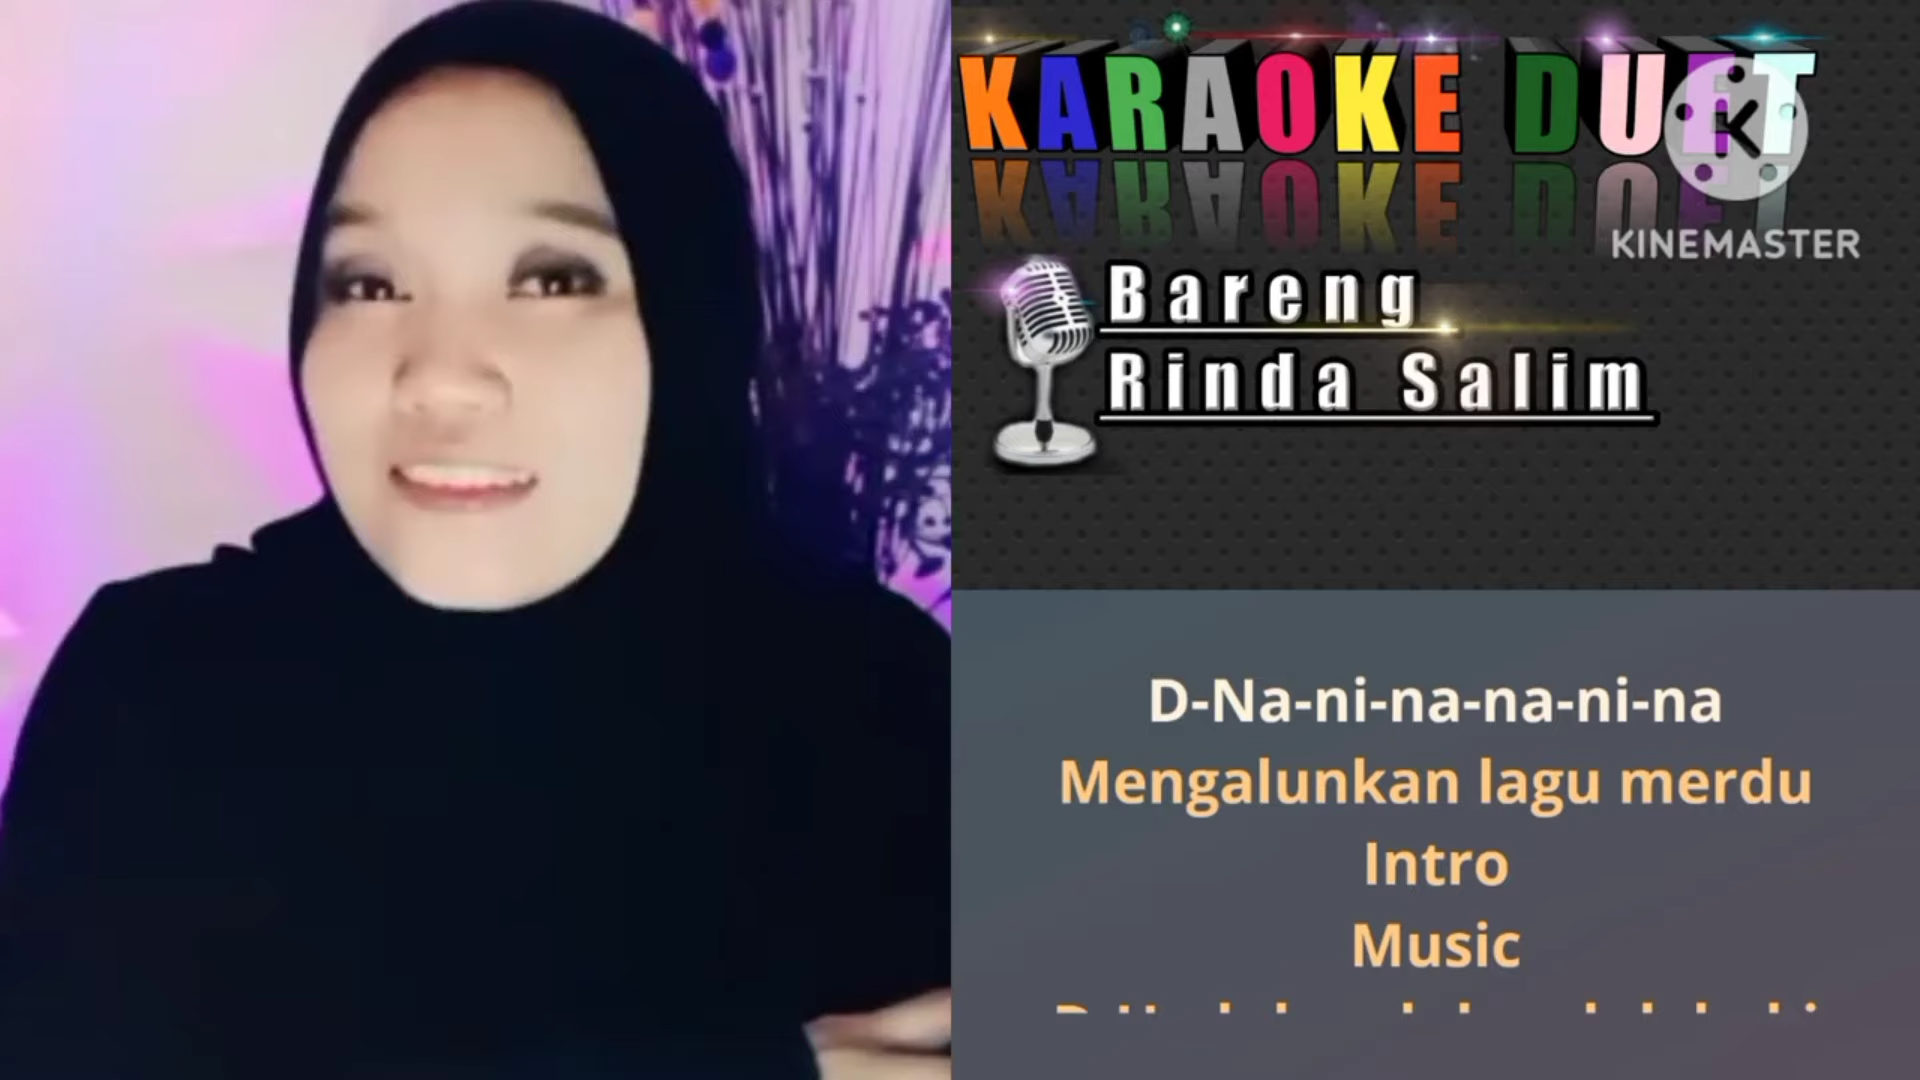 KARAOKE DUET
KINEMASTER
Bareng
Rinda Salim
D-Na-ni-na-na-ni-na
Mengalunkan lagu merdu
Intro
Music